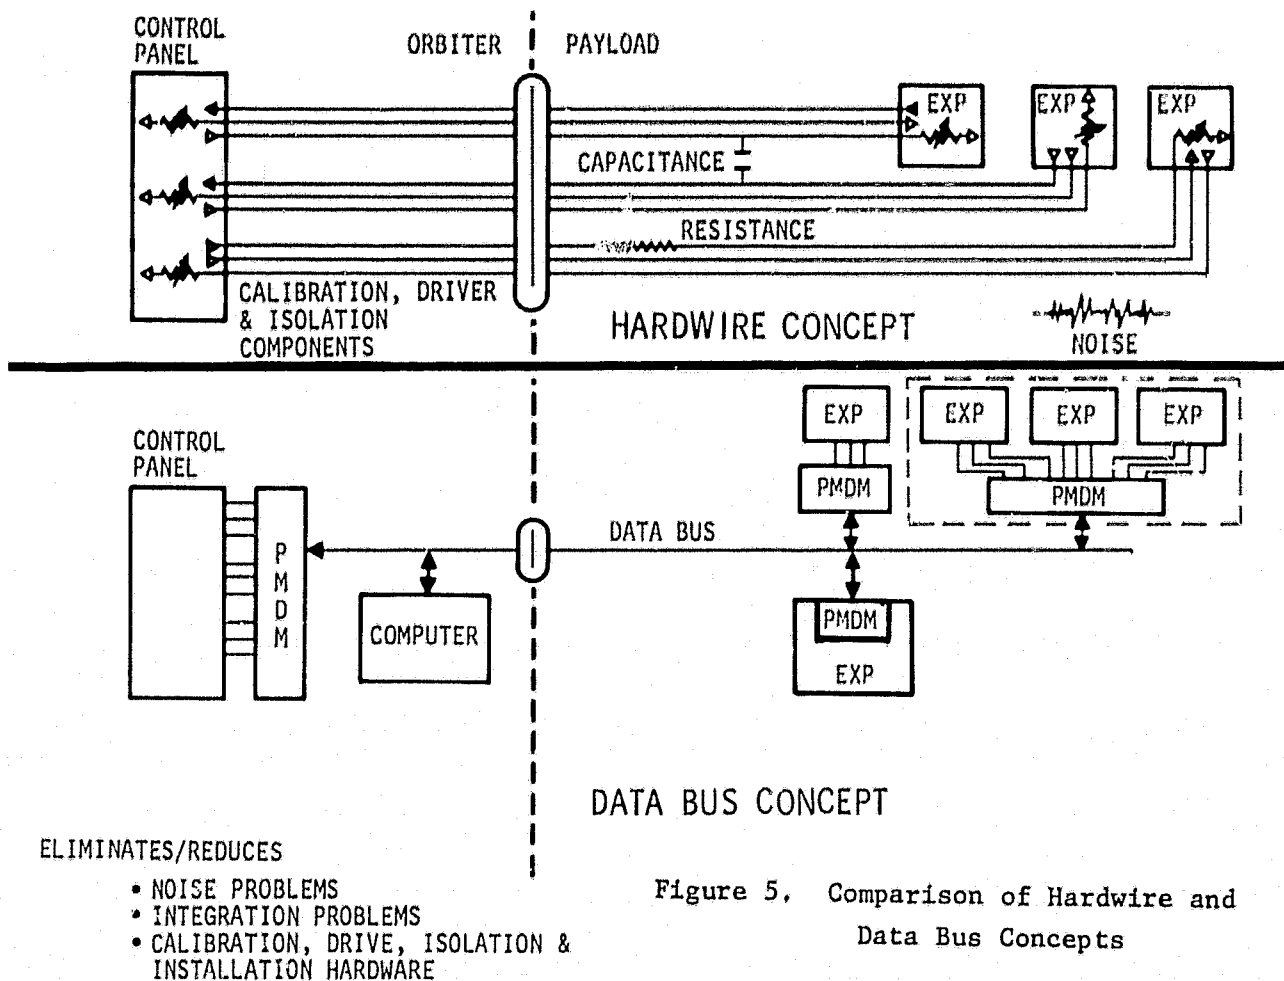 CONTROL
PANEL
ORBITER
PAYLOAD
EXP
EXP
EXP
CAPACITANCE
RESISTANCE
CALIBRATION, DRIVER
& ISOLATION
COMPONENTS
HARDWIRE CONCEPT
NOISE
CONTROL
PANEL
PMDM
COMPUTER
DATA BUS
EXP
PMDM
EXP
EXP
EXP
PMDM
PMDM
EXP
DATA BUS CONCEPT
ELIMINATES/REDUCES
• NOISE PROBLEMS
• INTEGRATION PROBLEMS
• CALIBRATION, DRIVE, ISOLATION &
INSTALLATION HARDWARE
Figure 5. Comparison of Hardwire and
Data Bus Concepts